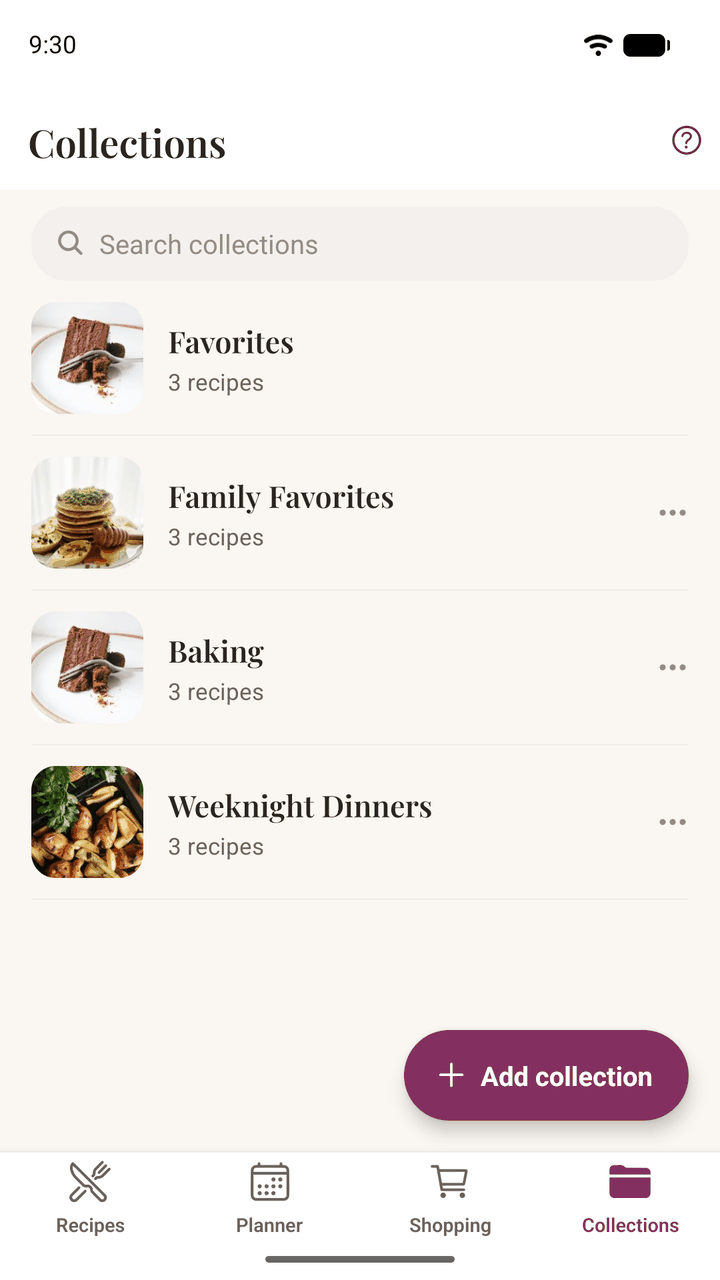 9:30
Collections
Search collections
Favorites
3 recipes
Family Favorites
3 recipes
Baking
3 recipes
Weeknight Dinners
3 recipes
Add collection
Recipes
Planner
Shopping
Collections